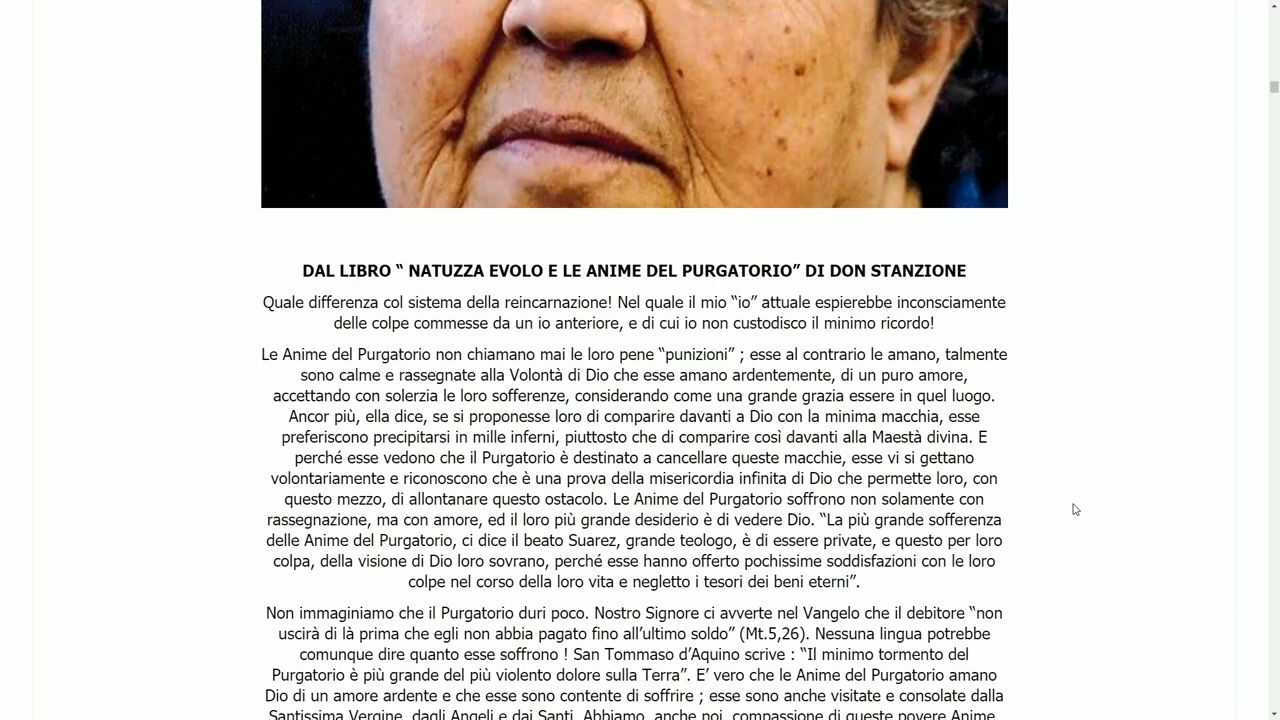 DAL LIBRO “ NATUZZA EVOLO E LE ANIME DEL PURGATORIO” DI DON STANZIONE
Quale differenza col sistema della reincarnazione! Nel quale il mio “io” attuale espierebbe inconsciamente
delle colpe commesse da un io anteriore, e di cui io non custodisco il minimo ricordo!
Le Anime del Purgatorio non chiamano mai le loro pene “punizioni” ; esse al contrario le amano, talmente
sono calme e rassegnate alla Volontà di Dio che esse amano ardentemente, di un puro amore,
accettando con solerzia le loro sofferenze, considerando come una grande grazia essere in quel luogo.
Ancor più, ella dice, se si proponesse loro di comparire davanti a Dio con la minima macchia, esse
preferiscono precipitarsi in mille inferni, piuttosto che di comparire così davanti alla Maestà divina. E
perché esse vedono che il Purgatorio è destinato a cancellare queste macchie, esse vi si gettano
volontariamente e riconoscono che è una prova della misericordia infinita di Dio che permette loro, con
questo mezzo, di allontanare questo ostacolo. Le Anime del Purgatorio soffrono non solamente con
rassegnazione, ma con amore, ed il loro più grande desiderio è di vedere Dio. “La più grande sofferenza
delle Anime del Purgatorio, ci dice il beato Suarez, grande teologo, è di essere private, e questo per loro
colpa, della visione di Dio loro sovrano, perché esse hanno offerto pochissime soddisfazioni con le loro
colpe nel corso della loro vita e negletto i tesori dei beni eterni”.
Non immaginiamo che il Purgatorio duri poco. Nostro Signore ci avverte nel Vangelo che il debitore “non
uscirà di là prima che egli non abbia pagato fino all’ultimo soldo” (Mt.5,26). Nessuna lingua potrebbe
comunque dire quanto esse soffrono ! San Tommaso d’Aquino scrive : “Il minimo tormento del
Purgatorio è più grande del più violento dolore sulla Terra”. E’ vero che le Anime del Purgatorio amano
Dio di un amore ardente e che esse sono contente di soffrire ; esse sono anche visitate e consolate dalla
Santissima Vergine, dagli Angeli e dai Santi. Abbiamo, anche noi, compassione di queste povere Anime